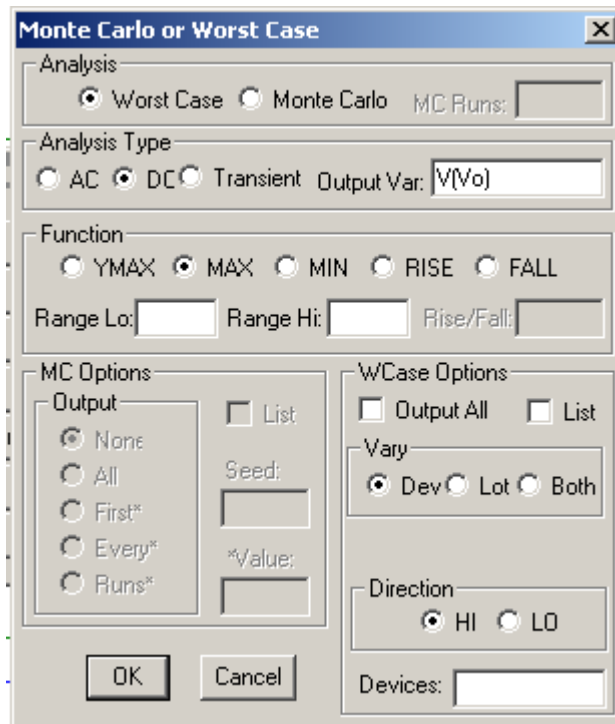 Monte Carlo or Worst Case
Analysis
Worst Case Monte Carlo MC Runs:
Analysis Type
AC DC Transient Output Var: V(Vo)
Function
YMAX MAX MIN RISE FALL
Range Lo: Range Hi: Rise/Fall:
MC Options
Output
None
All
First*
Every*
Runs*
List
Seed:
*Value:
WCase Options
Output All List
Vary
Dev Lot Both
Direction
HI LO
Devices:
OK Cancel